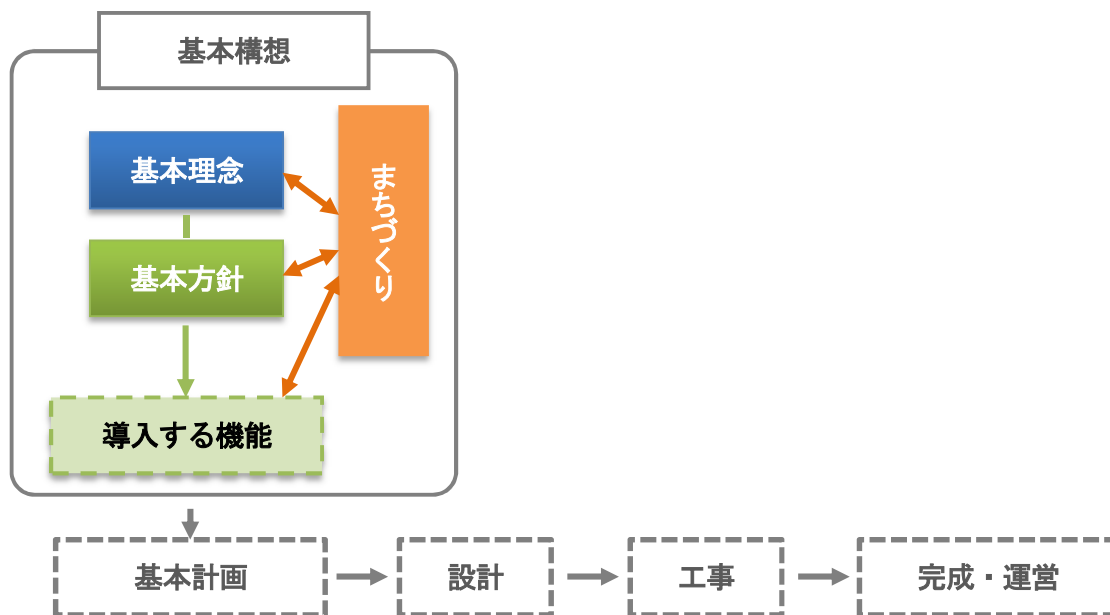 基本構想
基本理念
まちづくり
基本方針
導入する機能
基本計画
設計
工事
完成・運営